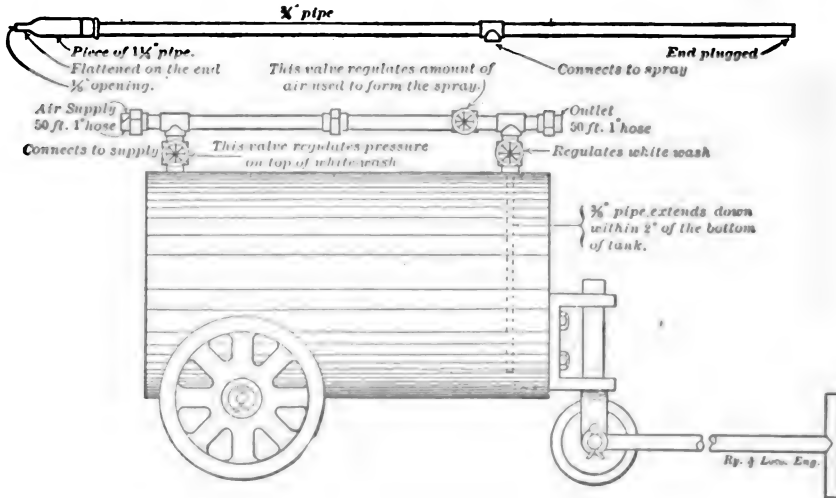 ¾" pipe
Piece of 1¼" pipe.
Flattened on the end
⅛" opening.
This valve regulates amount of
air used to form the spray.
Connects to spray
End plugged
Air Supply
50 ft. 1" hose
Outlet
50 ft. 1" hose
Connects to supply
This valve regulates pressure
on top of white wash
Regulates white wash
pipe, extends down
within 2" of the bottom
of tank.
Ry. & Loco. Eng.